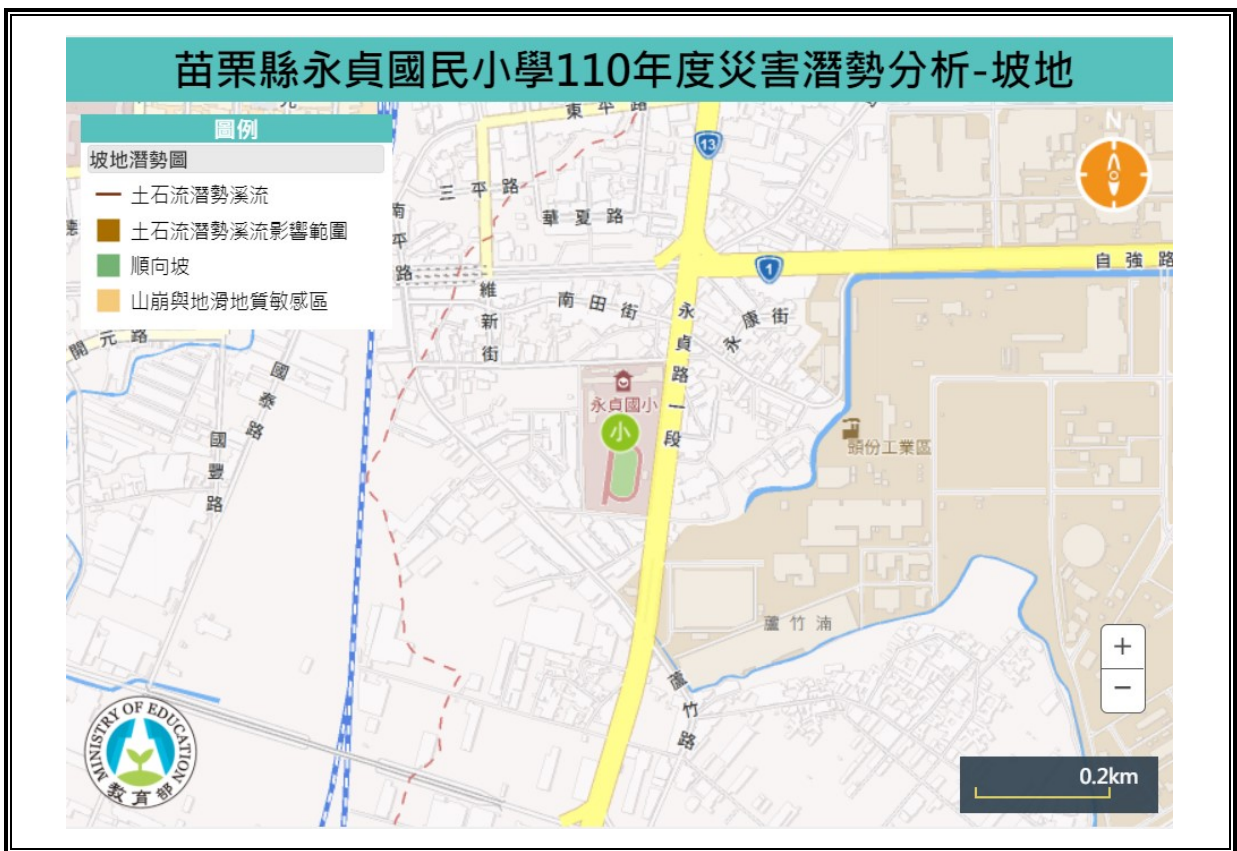 苗栗縣永貞國民小學110年度災害潛勢分析-坡地
圖例
坡地潛勢圖
土石流潛勢溪流
土石流潛勢溪流影響範圍
順向坡
山崩與地滑地質敏感區
東平路
13
N
三平路
華夏路
南平路
1
自強路
維新街
南田街
永康街
永貞路一段
開元路
國泰路
國豐路
永貞國小
小
頭份工業區
蘆竹湳
蘆竹路
+
−
MINISTRY OF EDUCATION
教育部
0.2km